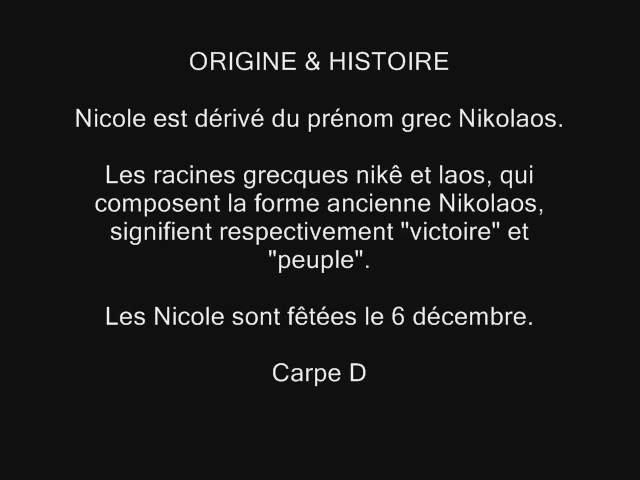 ORIGINE & HISTOIRE
Nicole est dérivé du prénom grec Nikolaos.
Les racines grecques nikê et laos, qui
composent la forme ancienne Nikolaos,
signifient respectivement "victoire" et
"peuple".
Les Nicole sont fêtées le 6 décembre.
Carpe D